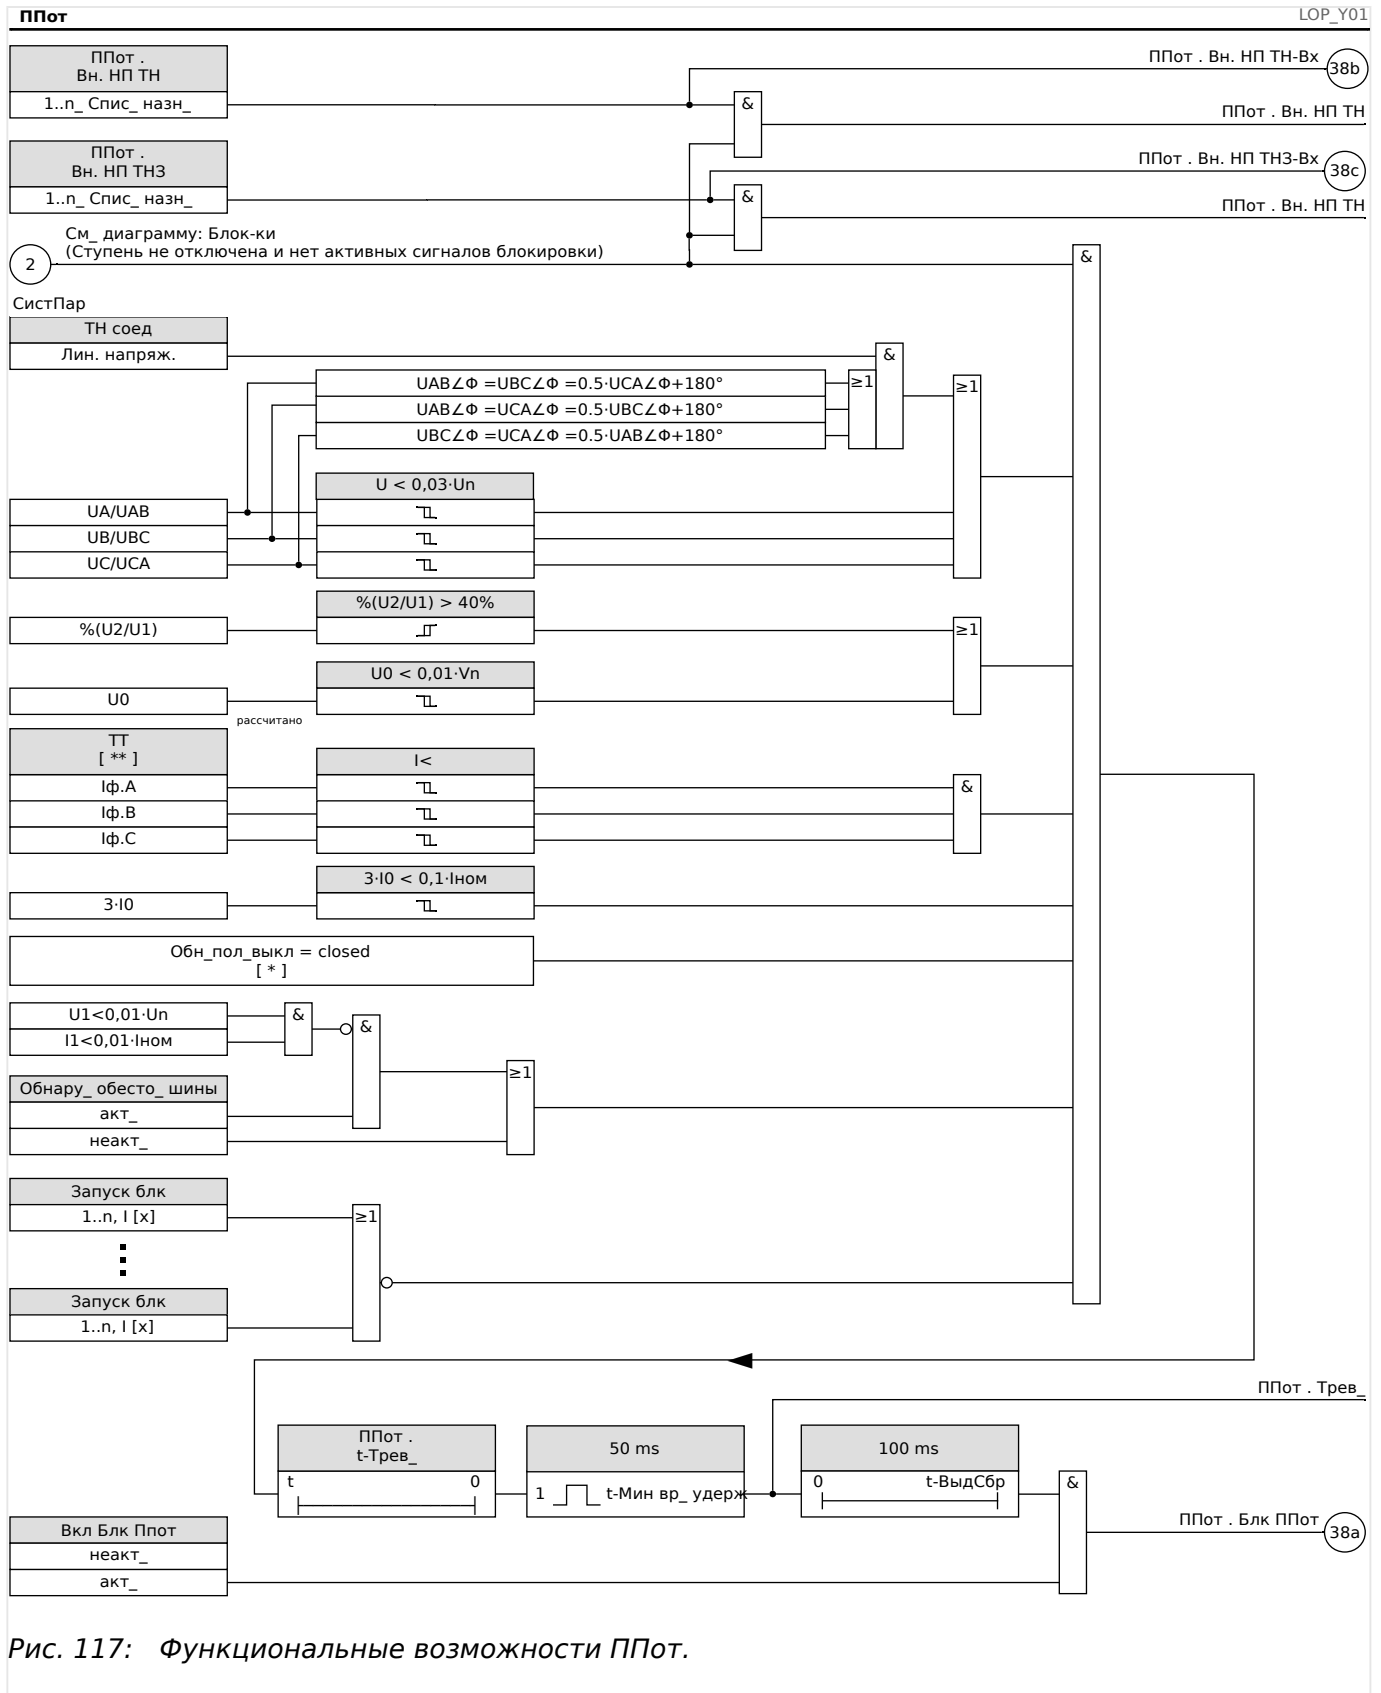 ППот
LOP_Y01
ППот .
Вн. НП ТН
1..n_ Спис_ назн_
ППот . Вн. НП ТН-Вх
38b
&
ППот . Вн. НП ТН
ППот .
Вн. НП ТНЗ
1..n_ Спис_ назн_
ППот . Вн. НП ТНЗ-Вх
38c
&
ППот . Вн. НП ТН
См_ диаграмму: Блок-ки
(Ступень не отключена и нет активных сигналов блокировки)
2
&
СистПар
ТН соед
Лин. напряж.
&
UAB∠Φ =UBC∠Φ =0.5·UCA∠Φ+180°
≥1
≥1
UAB∠Φ =UCA∠Φ =0.5·UBC∠Φ+180°
UBC∠Φ =UCA∠Φ =0.5·UAB∠Φ+180°
U < 0,03·Un
UA/UAB
UB/UBC
UC/UCA
%(U2/U1) > 40%
%(U2/U1)
≥1
U0 < 0,01·Vn
U0
рассчитано
ТТ
[ ** ]
I<
Iф.A
&
Iф.B
Iф.C
3·I0 < 0,1·Iном
3·I0
Обн_пол_выкл = closed
[ * ]
U1<0,01·Un
&
&
I1<0,01·Iном
≥1
Обнару_ обесто_ шины
акт_
неакт_
Запуск блк
1..n, I [x]
≥1
Запуск блк
1..n, I [x]
ППот . Трев_
ППот .
t-Трев_
50 ms
100 ms
t
0
1
t-Мин вр_ удерж
0
t-ВыдСбр
&
Вкл Блк Ппот
ППот . Блк ППот
38a
неакт_
акт_
Рис. 117: Функциональные возможности ППот.